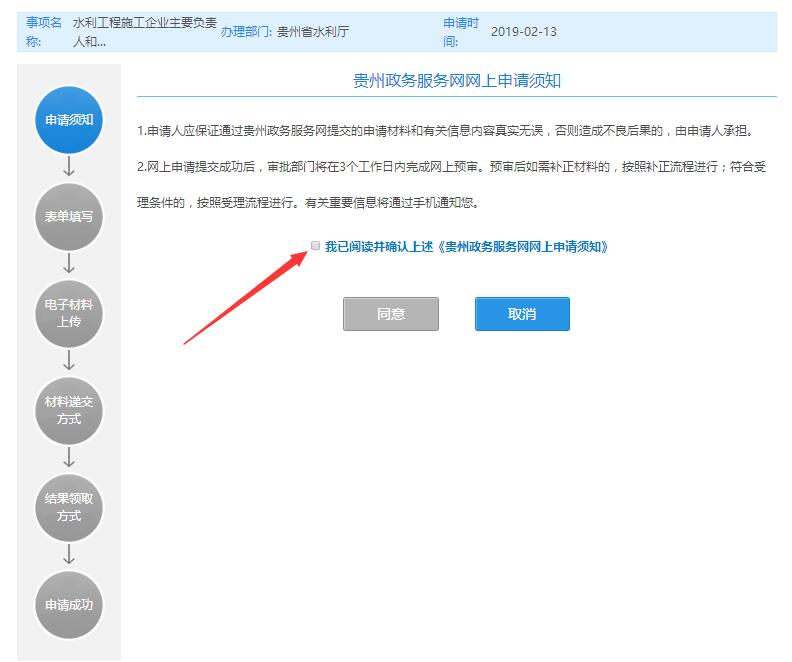 事项名称: 水利工程施工企业主要负责人和... 办理部门: 贵州省水利厅 申请时间: 2019-02-13
贵州政务服务网网上申请须知
1.申请人应保证通过贵州政务服务网提交的申请材料和有关信息内容真实无误，否则造成不良后果的，由申请人承担。
2.网上申请提交成功后，审批部门将在3个工作日内完成网上预审。预审后如需补正材料的，按照补正流程进行；符合受
理条件的，按照受理流程进行。有关重要信息将通过手机通知您。
我已阅读并确认上述《贵州政务服务网网上申请须知》
同意 取消
申请须知
表单填写
电子材料
上传
材料递交
方式
结果领取
方式
申请成功